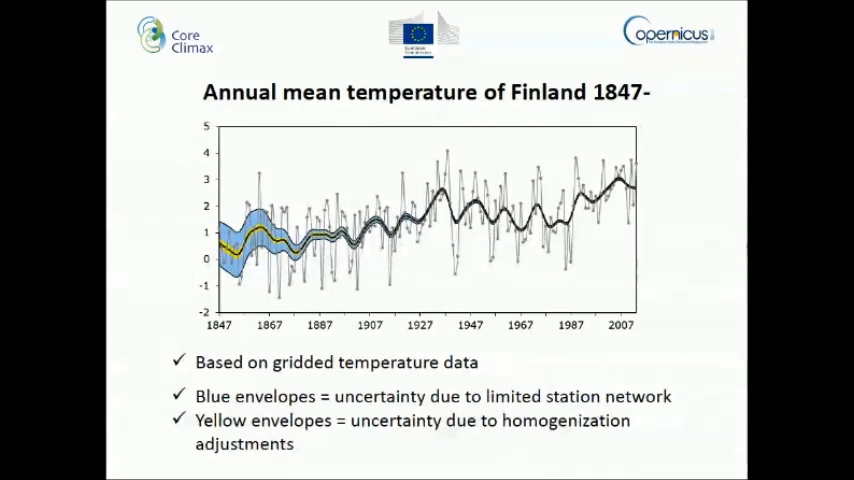 Core
Climax
European
Commission
Copernicus
Annual mean temperature of Finland 1847-
5
4
3
2
1
0
-1
-2
1847 1867 1887 1907 1927 1947 1967 1987 2007
✓ Based on gridded temperature data
✓ Blue envelopes = uncertainty due to limited station network
✓ Yellow envelopes = uncertainty due to homogenization
adjustments